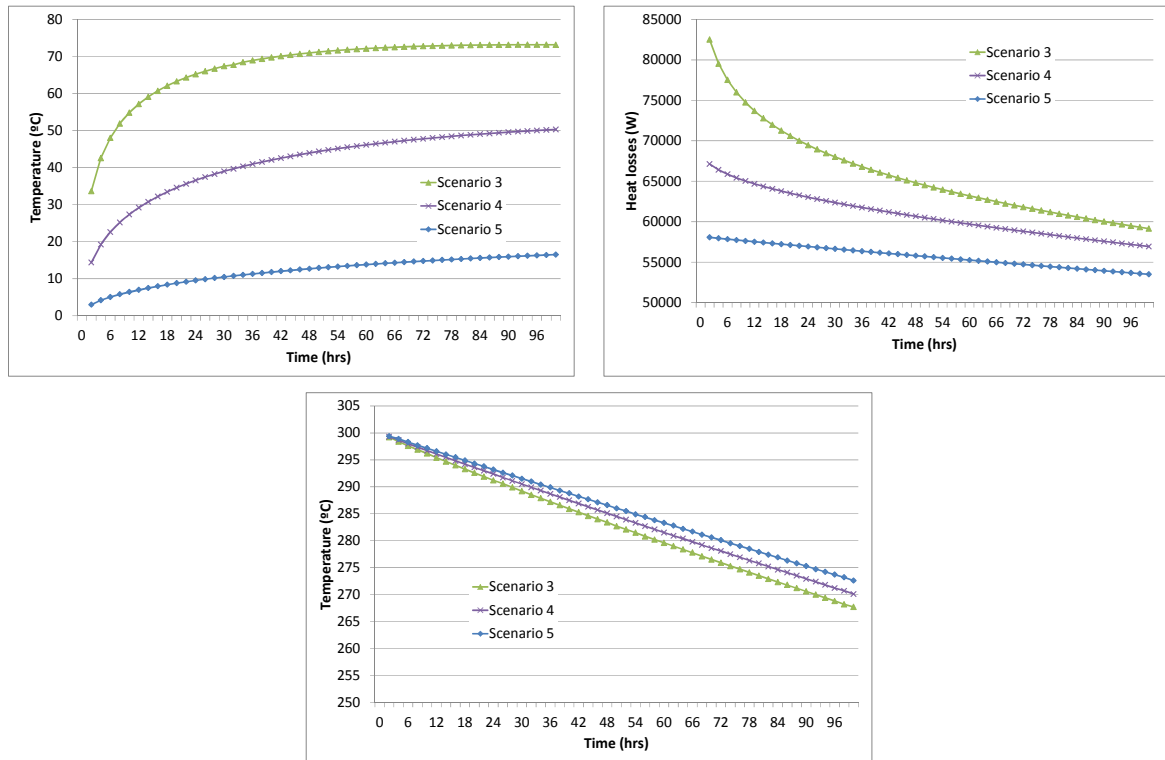 80
70
60
50
40
30
20
10
0
Temperature (ºC)
Scenario 3
Scenario 4
Scenario 5
0 6 12 18 24 30 36 42 48 54 60 66 72 78 84 90 96
Time (hrs)
85000
80000
75000
70000
65000
60000
55000
50000
Heat losses (W)
Scenario 3
Scenario 4
Scenario 5
0 6 12 18 24 30 36 42 48 54 60 66 72 78 84 90 96
Time (hrs)
305
300
295
290
285
280
275
270
265
260
255
250
Temperature (ºC)
Scenario 3
Scenario 4
Scenario 5
0 6 12 18 24 30 36 42 48 54 60 66 72 78 84 90 96
Time (hrs)